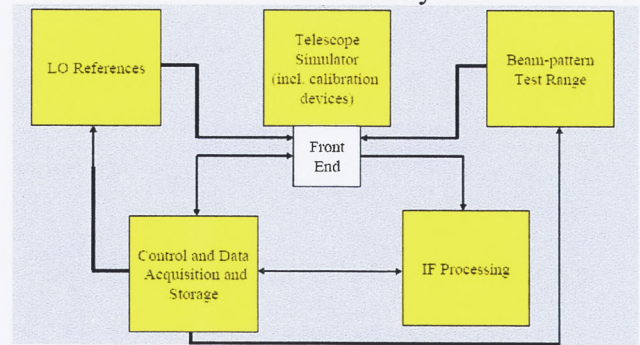 LO References
Telescope
Simulator
(incl. calibration
devices)
Beam-pattern
Test Range
Front
End
Control and Data
Acquisition and
Storage
IF Processing